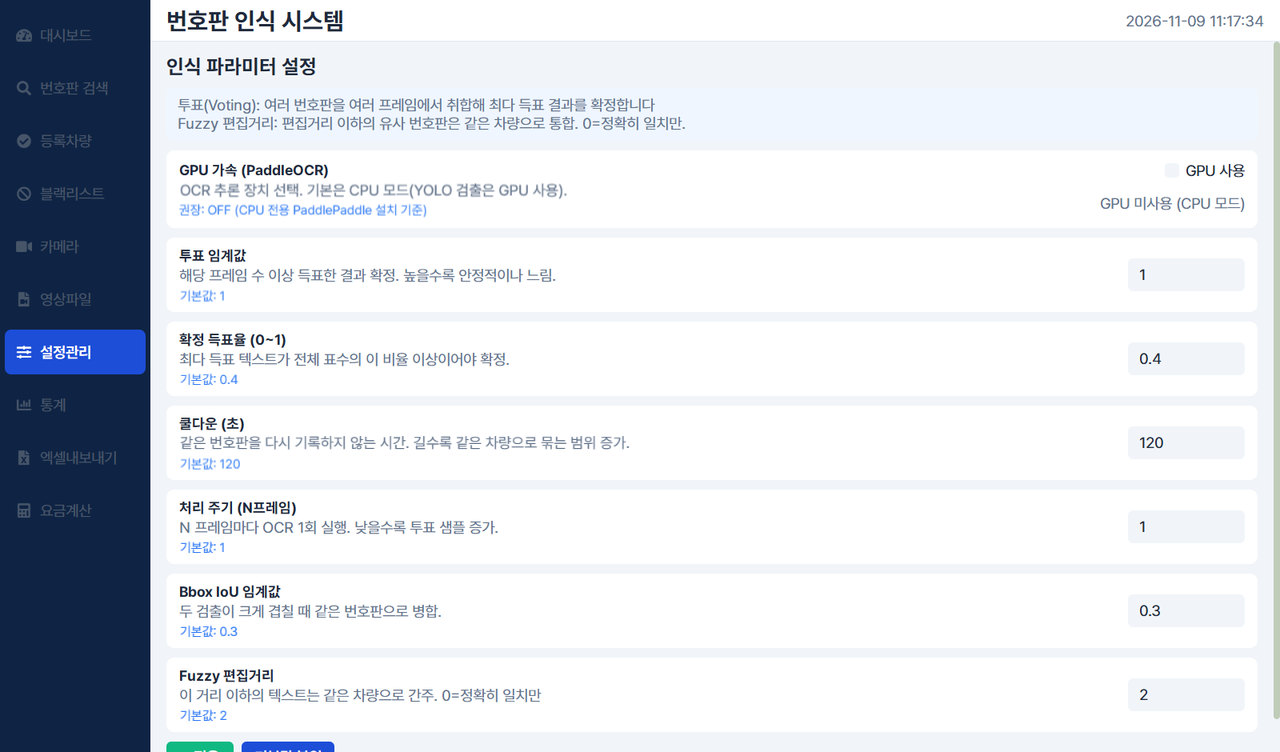 대시보드
번호판 검색
등록차량
블랙리스트
카메라
영상파일
설정관리
통계
엑셀내보내기
요금계산
번호판 인식 시스템
2026-11-09 11:17:34
인식 파라미터 설정
투표(Voting): 여러 번호판을 여러 프레임에서 취합해 최다 득표 결과를 확정합니다
Fuzzy 편집거리: 편집거리 이하의 유사 번호판은 같은 차량으로 통합. 0=정확히 일치만.
GPU 가속 (PaddleOCR)
OCR 추론 장치 선택. 기본은 CPU 모드(YOLO 검출은 GPU 사용).
권장: OFF (CPU 전용 PaddlePaddle 설치 기준)
GPU 사용
GPU 미사용 (CPU 모드)
투표 임계값
해당 프레임 수 이상 득표한 결과 확정. 높을수록 안정적이나 느림.
기본값: 1
1
확정 득표율 (0~1)
최다 득표 텍스트가 전체 표수의 이 비율 이상이어야 확정.
기본값: 0.4
0.4
쿨다운 (초)
같은 번호판을 다시 기록하지 않는 시간. 길수록 같은 차량으로 묶는 범위 증가.
기본값: 120
120
처리 주기 (N프레임)
N 프레임마다 OCR 1회 실행. 낮을수록 투표 샘플 증가.
기본값: 1
1
Bbox IoU 임계값
두 검출이 크게 겹칠 때 같은 번호판으로 병합.
기본값: 0.3
0.3
Fuzzy 편집거리
이 거리 이하의 텍스트는 같은 차량으로 간주. 0=정확히 일치만
기본값: 2
2